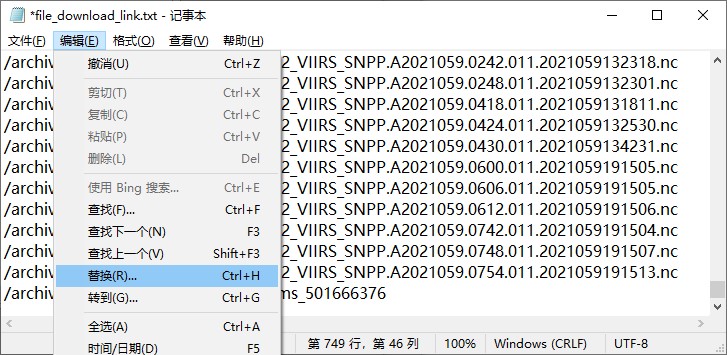 *file_download_link.txt - 记事本
文件(F) 编辑(E) 格式(O) 查看(V) 帮助(H)
/archiv 2_VIIRS_SNPP.A2021059.0242.011.2021059132318.nc
撤消(U) Ctrl+Z
/archiv 2_VIIRS_SNPP.A2021059.0248.011.2021059132301.nc
剪切(T) Ctrl+X
/archiv 2_VIIRS_SNPP.A2021059.0418.011.2021059131811.nc
复制(C) Ctrl+C
/archiv 2_VIIRS_SNPP.A2021059.0424.011.2021059132530.nc
粘贴(P) Ctrl+V
/archiv 2_VIIRS_SNPP.A2021059.0430.011.2021059134231.nc
删除(L) Del
/archiv 2_VIIRS_SNPP.A2021059.0600.011.2021059191505.nc
使用 Bing 搜索... Ctrl+E
/archiv 2_VIIRS_SNPP.A2021059.0606.011.2021059191505.nc
查找(F)... Ctrl+F
/archiv 2_VIIRS_SNPP.A2021059.0612.011.2021059191506.nc
查找下一个(N) F3
/archiv 2_VIIRS_SNPP.A2021059.0742.011.2021059191504.nc
查找上一个(V) Shift+F3
/archiv 2_VIIRS_SNPP.A2021059.0748.011.2021059191507.nc
替换(R)... Ctrl+H
/archiv 2_VIIRS_SNPP.A2021059.0754.011.2021059191513.nc
转到(G)... Ctrl+G
/archiv ms_501666376
全选(A) Ctrl+A
时间/日期(D) F5
第 749 行，第 46 列 100% Windows (CRLF) UTF-8